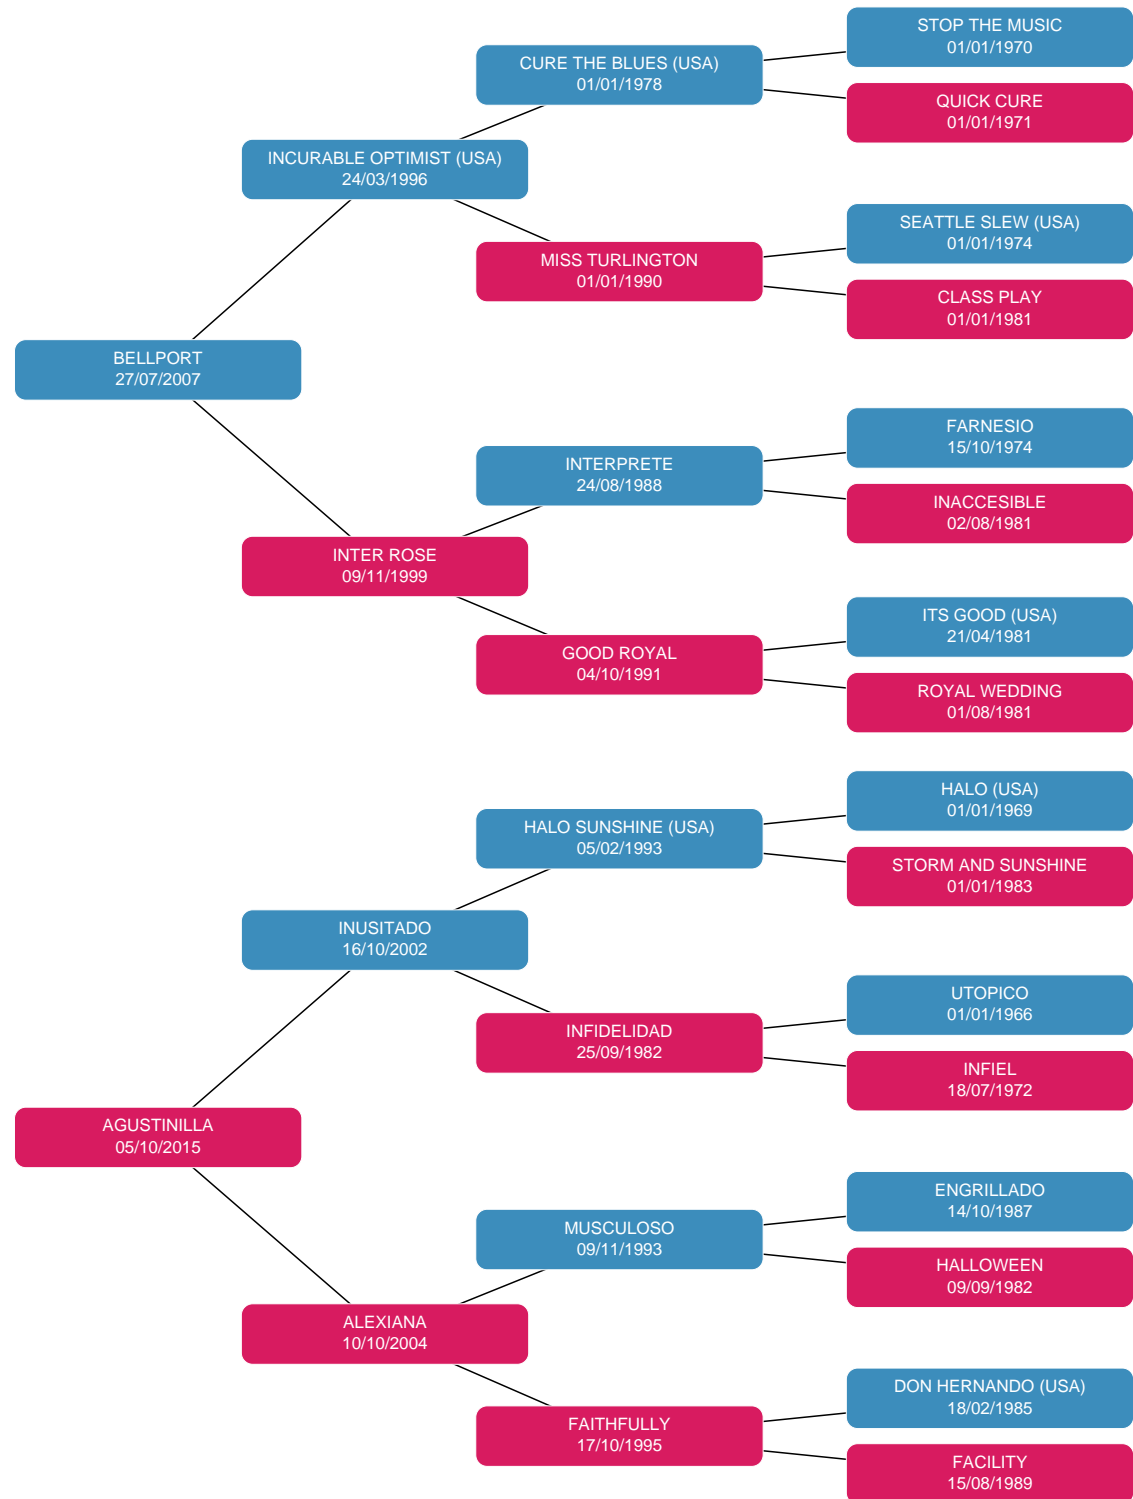 STOP THE MUSIC
01/01/1970
CURE THE BLUES (USA)
01/01/1978
QUICK CURE
01/01/1971
INCURABLE OPTIMIST (USA)
24/03/1996
SEATTLE SLEW (USA)
01/01/1974
MISS TURLINGTON
01/01/1990
CLASS PLAY
01/01/1981
BELLPORT
27/07/2007
FARNESIO
15/10/1974
INTERPRETE
24/08/1988
INACCESIBLE
02/08/1981
INTER ROSE
09/11/1999
ITS GOOD (USA)
21/04/1981
GOOD ROYAL
04/10/1991
ROYAL WEDDING
01/08/1981
HALO (USA)
01/01/1969
HALO SUNSHINE (USA)
05/02/1993
STORM AND SUNSHINE
01/01/1983
INUSITADO
16/10/2002
UTOPICO
01/01/1966
INFIDELIDAD
25/09/1982
INFIEL
18/07/1972
AGUSTINILLA
05/10/2015
ENGRILLADO
14/10/1987
MUSCULOSO
09/11/1993
HALLOWEEN
09/09/1982
ALEXIANA
10/10/2004
DON HERNANDO (USA)
18/02/1985
FAITHFULLY
17/10/1995
FACILITY
15/08/1989